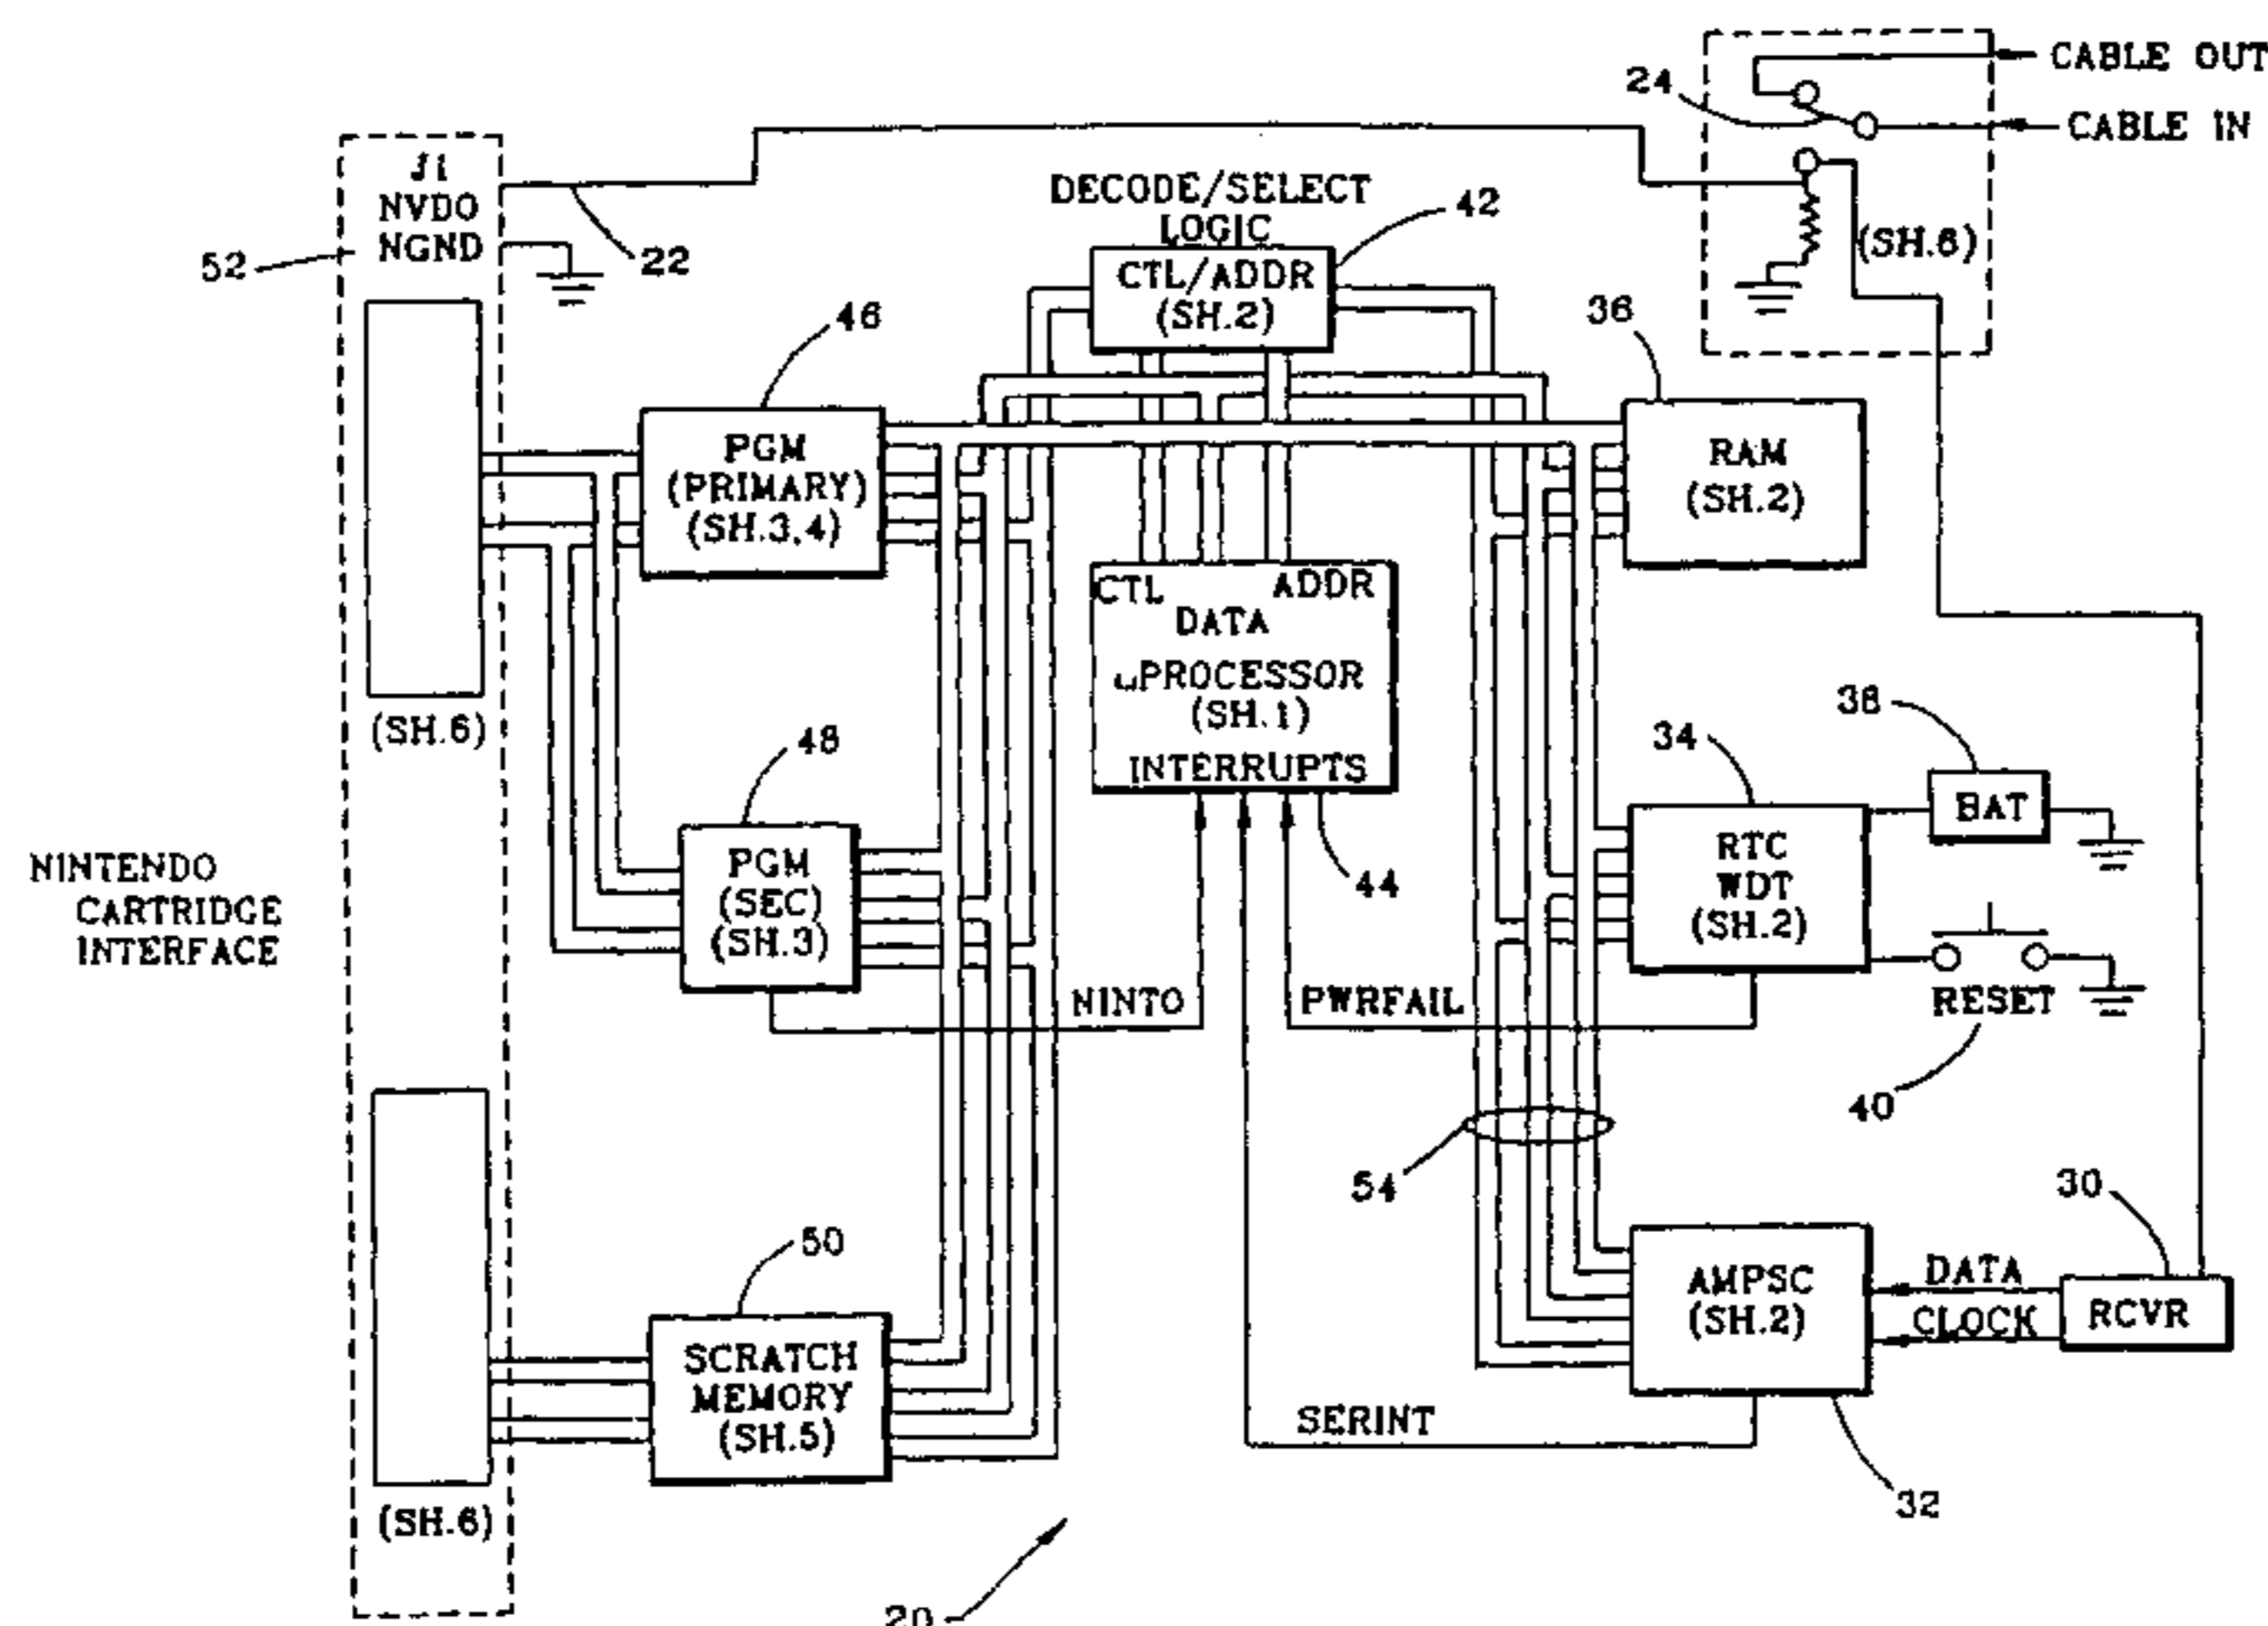 CABLE OUT
24
CABLE IN
J1
NVDO
NGND
52
22
DECODE/SELECT
LOGIC
42
CTL/ADDR
(SH.2)
(SH.6)
46
36
PGM
(PRIMARY)
(SH.3,4)
RAM
(SH.2)
CTL
ADDR
DATA
μPROCESSOR
(SH.1)
INTERRUPTS
44
(SH.6)
48
PGM
(SEC)
(SH.3)
34
38
BAT
RTC
WDT
(SH.2)
NINTENDO
CARTRIDGE
INTERFACE
NINTO
PWRFAIL
RESET
40
54
30
50
AMPSC
(SH.2)
DATA
CLOCK
RCVR
SCRATCH
MEMORY
(SH.5)
SERINT
32
(SH.6)
20